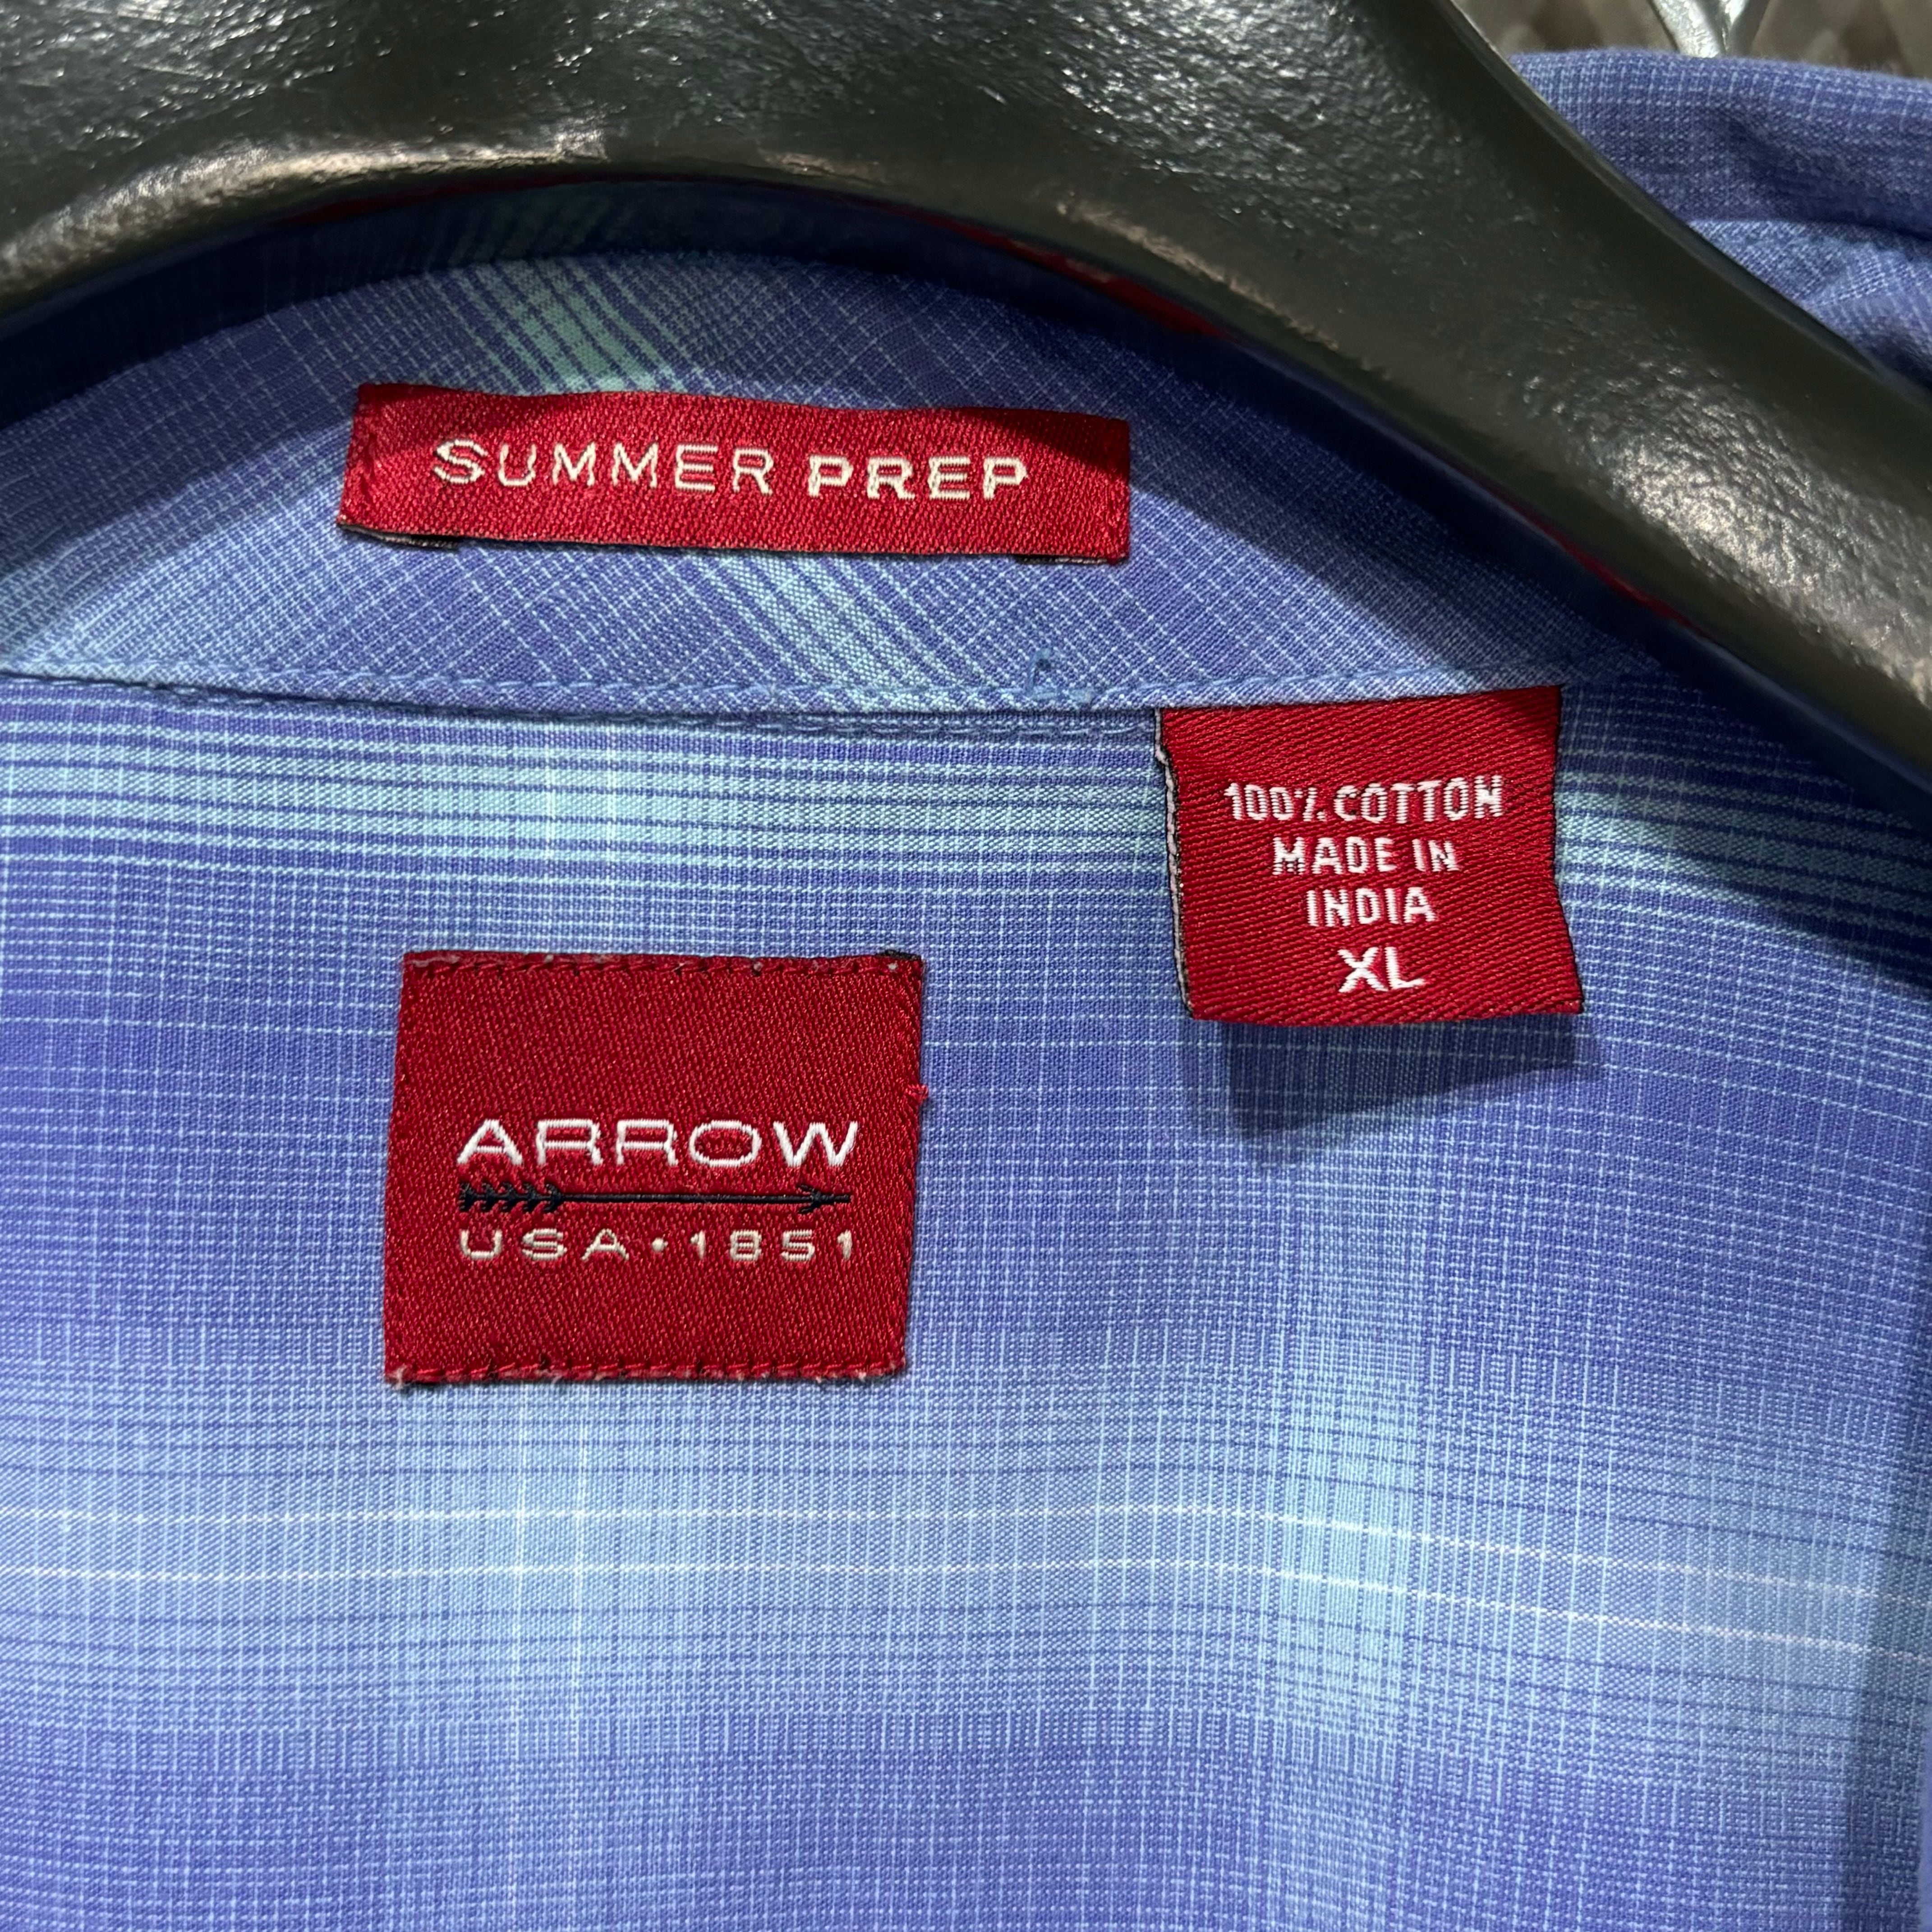 SUMMER PREP
100% COTTON
MADE IN
INDIA
XL
ARROW
USA • 1851